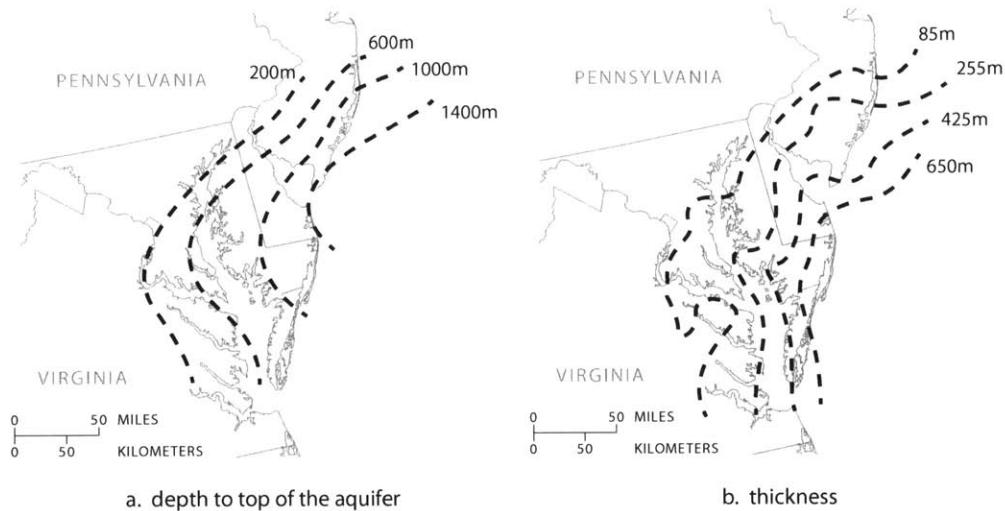 PENNSYLVANIA
200m
600m
1000m
1400m
VIRGINIA
0 50 MILES
0 50 KILOMETERS
a. depth to top of the aquifer
PENNSYLVANIA
85m
255m
425m
650m
VIRGINIA
0 50 MILES
0 50 KILOMETERS
b. thickness